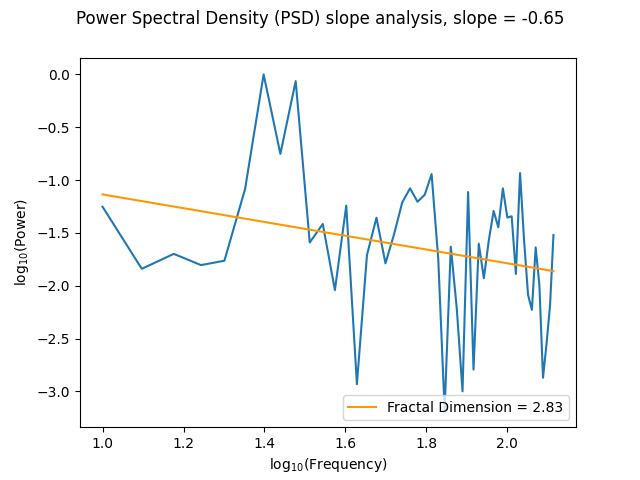 Power Spectral Density (PSD) slope analysis, slope = -0.65
0.0
−0.5
−1.0
−1.5
−2.0
−2.5
−3.0
log₁₀(Power)
Fractal Dimension = 2.83
1.0 1.2 1.4 1.6 1.8 2.0
log₁₀(Frequency)